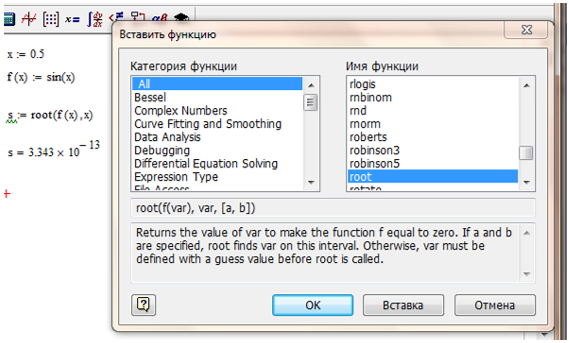 x := 0.5
f(x) := sin(x)
s := root(f(x),x)
s = 3.343 × 10^-13
Вставить функцию
Категория функции
All
Bessel
Complex Numbers
Curve Fitting and Smoothing
Data Analysis
Debugging
Differential Equation Solving
Expression Type
File Access
Имя функции
rlogis
rnbinom
rnd
rnorm
roberts
robinson3
robinson5
root
rotate
root(f(var), var, [a, b])
Returns the value of var to make the function f equal to zero. If a and b
are specified, root finds var on this interval. Otherwise, var must be
defined with a guess value before root is called.
OK
Вставка
Отмена